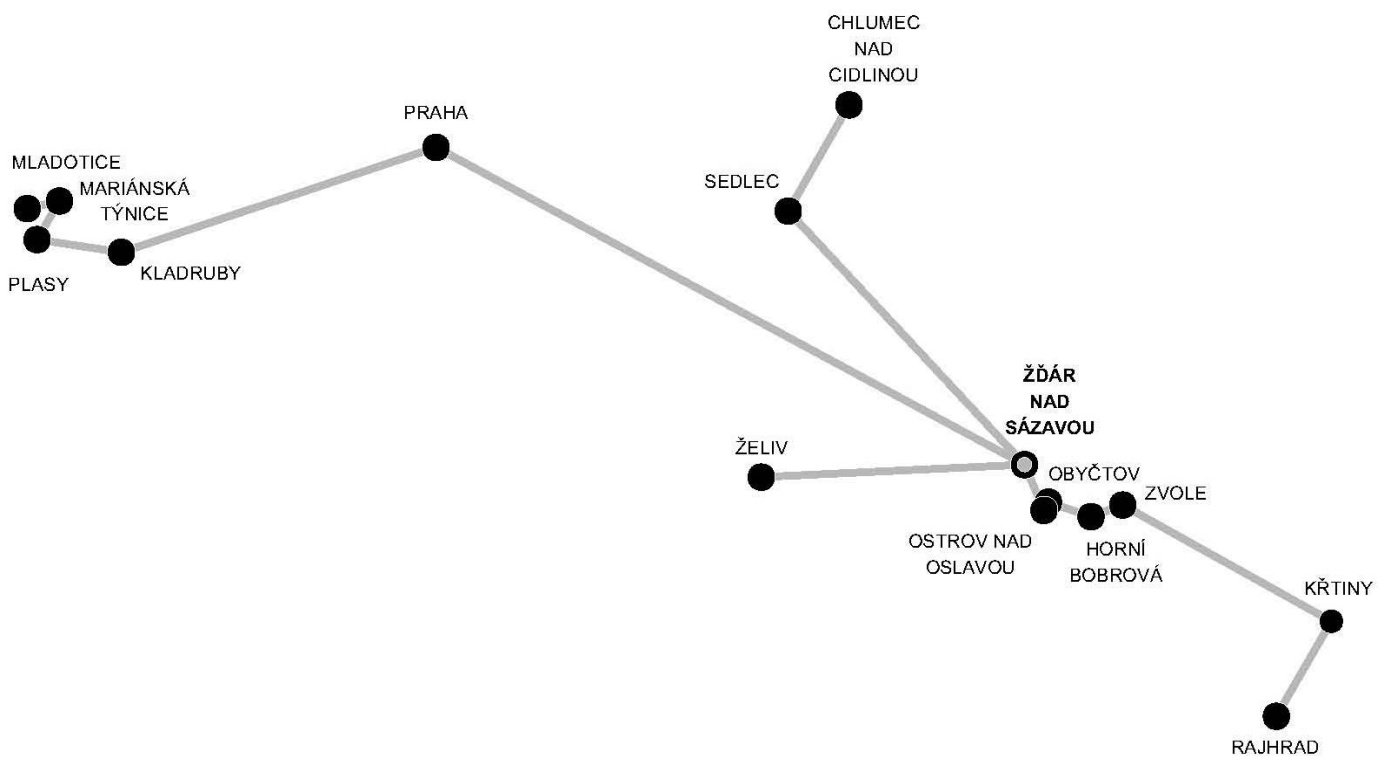 CHLUMEC
NAD
CIDLINOU
PRAHA
MLADOTICE
MARIÁNSKÁ
TÝNICE
SEDLEC
PLASY
KLADRUBY
ŽĎÁR
NAD
SÁZAVOU
ŽELIV
OBYČTOV
ZVOLE
OSTROV NAD
OSLAVOU
HORNÍ
BOBROVÁ
KŘTINY
RAJHRAD